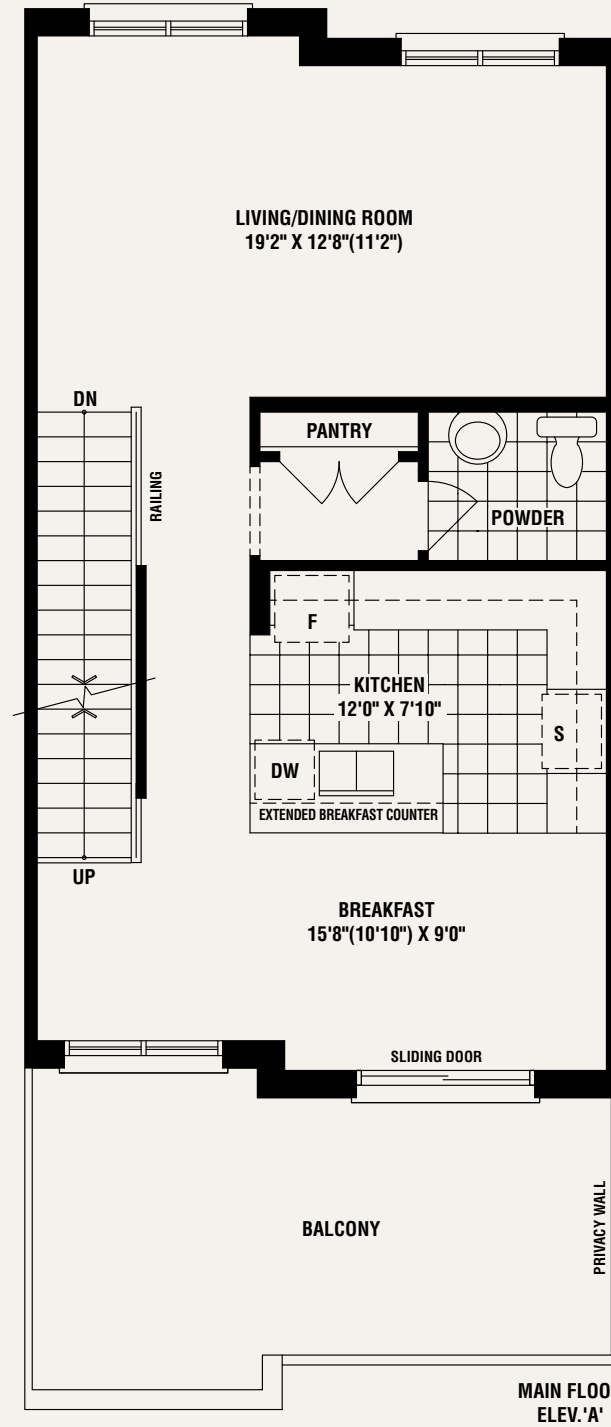 LIVING/DINING ROOM
19'2" X 12'8"(11'2")
DN
RAILING
PANTRY
POWDER
F
KITCHEN
12'0" X 7'10"
S
DW
EXTENDED BREAKFAST COUNTER
UP
BREAKFAST
15'8"(10'10") X 9'0"
SLIDING DOOR
BALCONY
PRIVACY WALL
MAIN FLOO
ELEV.'A'